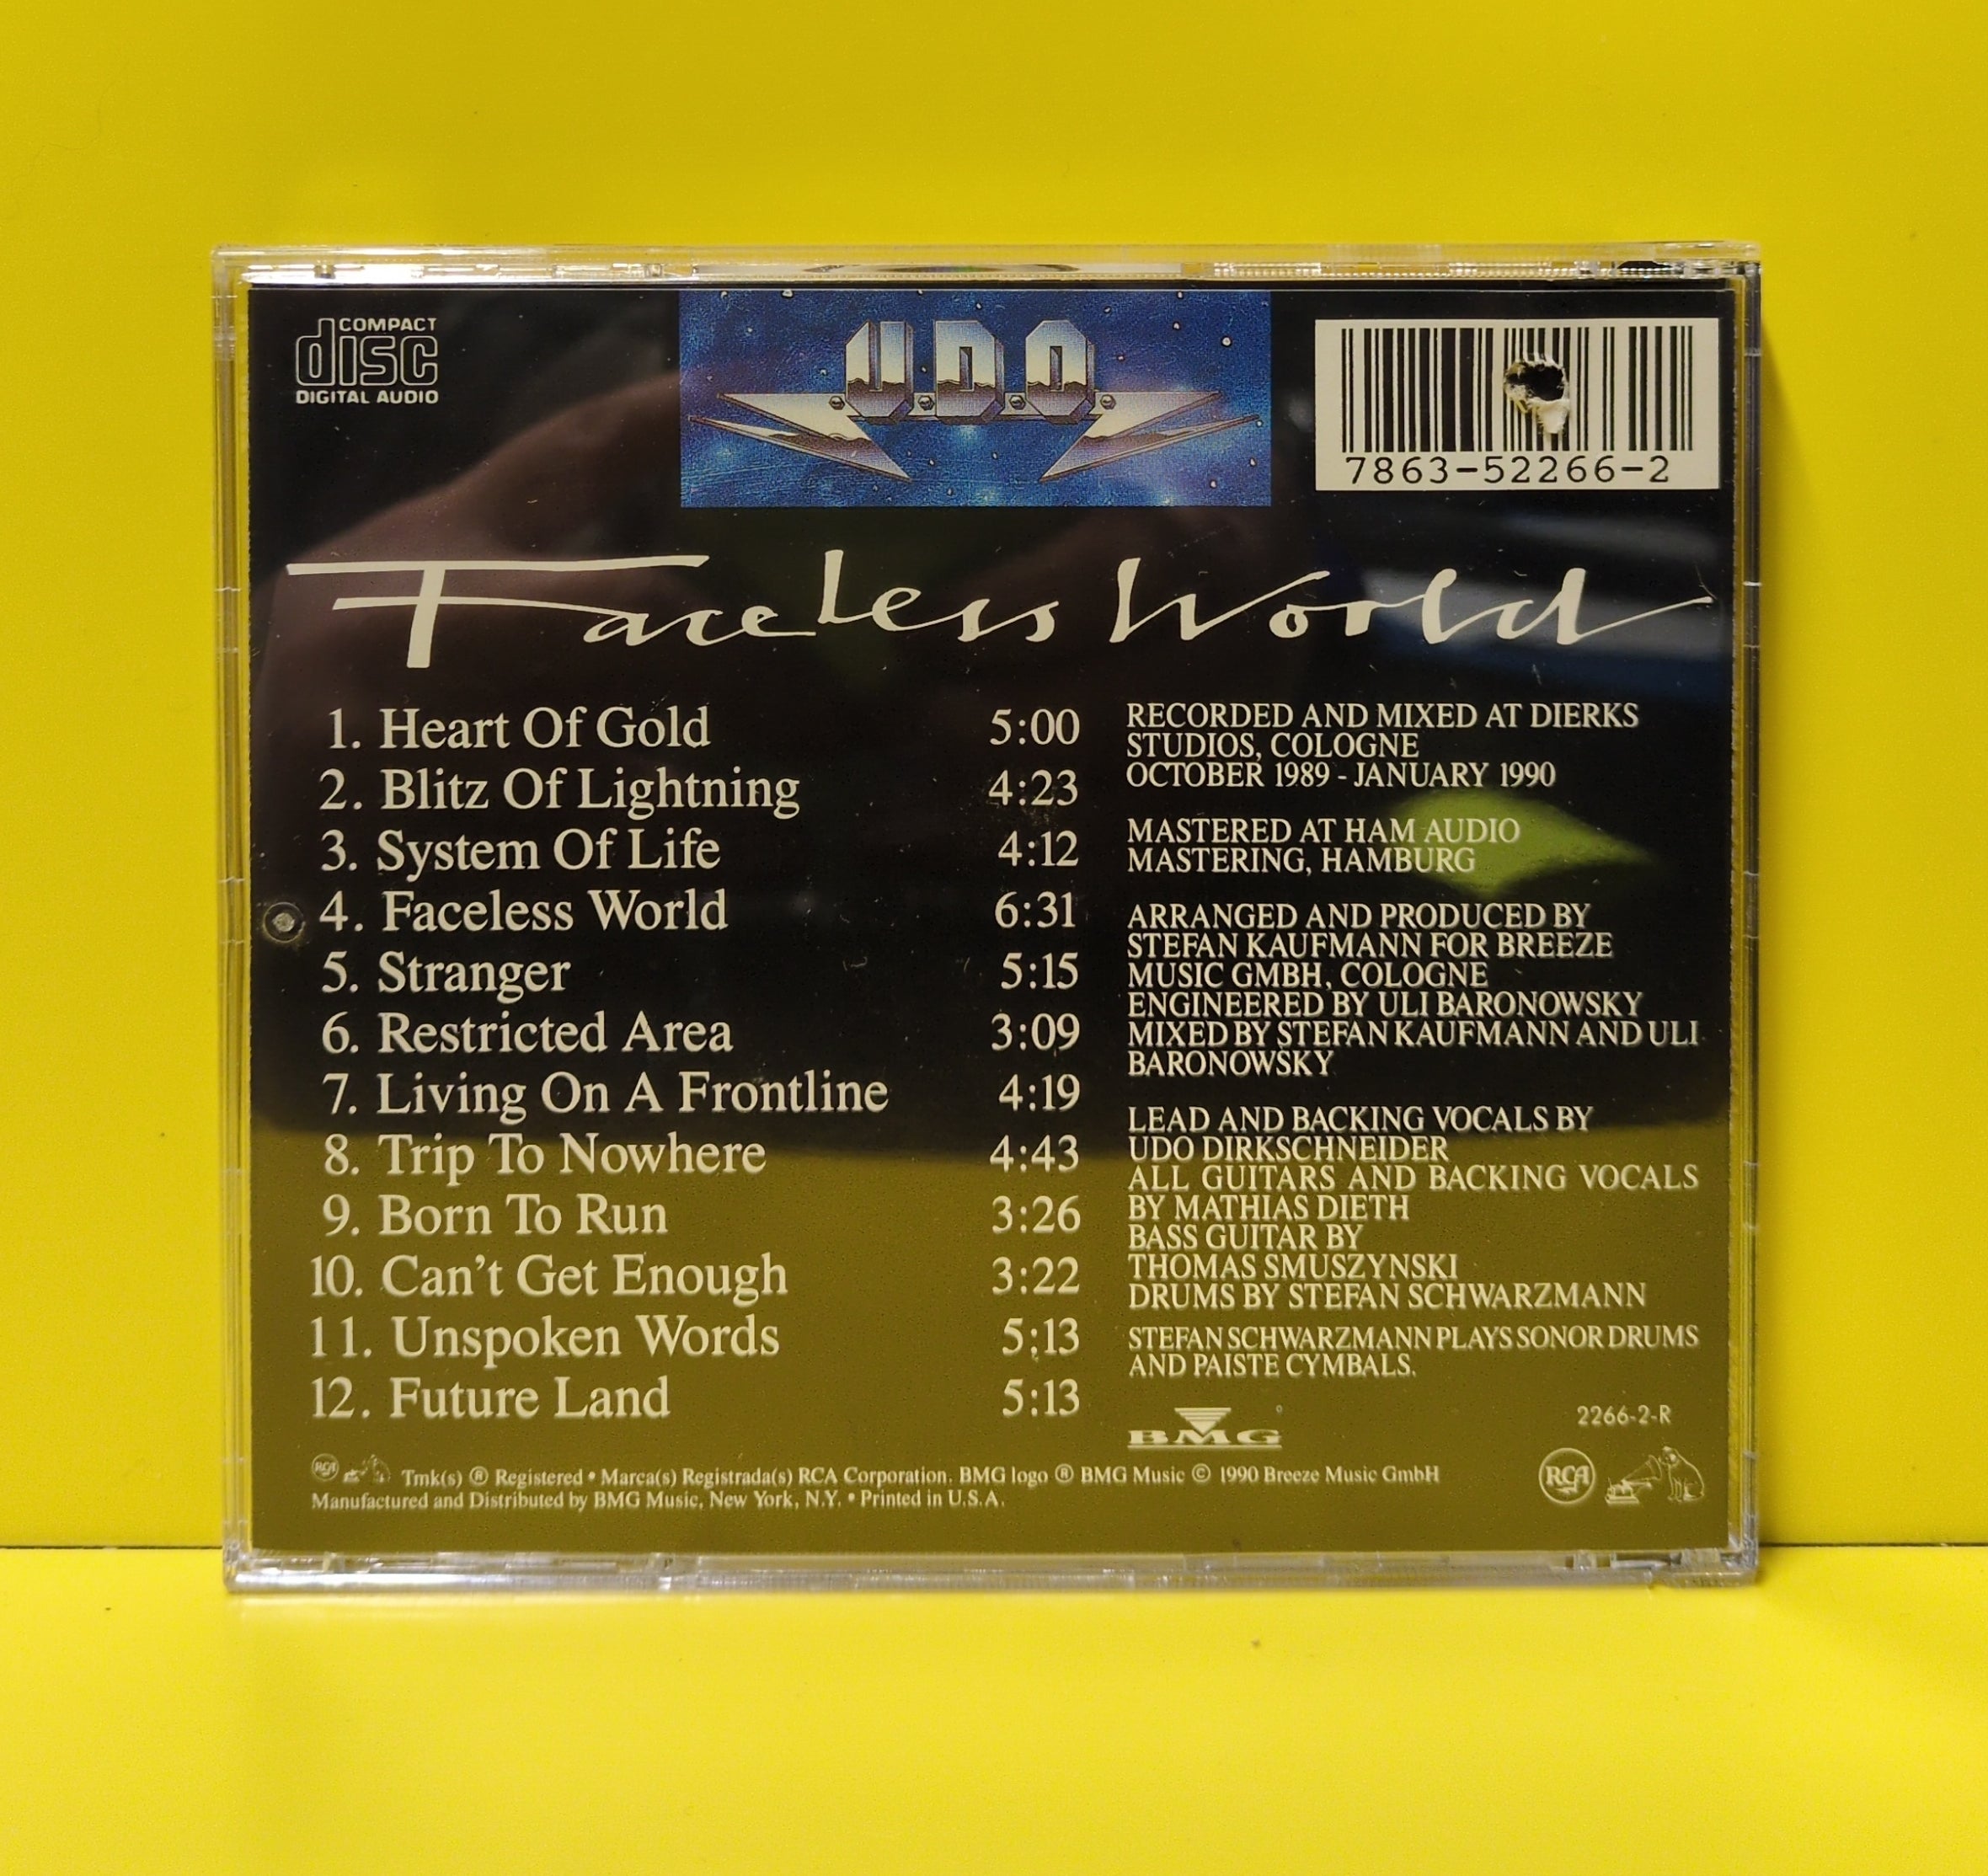 COMPACT
disc
DIGITAL AUDIO
.U.D.O.
7863-52266-2
Faceless World
1. Heart Of Gold 5:00
2. Blitz Of Lightning 4:23
3. System Of Life 4:12
4. Faceless World 6:31
5. Stranger 5:15
6. Restricted Area 3:09
7. Living On A Frontline 4:19
8. Trip To Nowhere 4:43
9. Born To Run 3:26
10. Can't Get Enough 3:22
11. Unspoken Words 5:13
12. Future Land 5:13
RECORDED AND MIXED AT DIERKS
STUDIOS, COLOGNE
OCTOBER 1989 - JANUARY 1990
MASTERED AT HAM AUDIO
MASTERING, HAMBURG
ARRANGED AND PRODUCED BY
STEFAN KAUFMANN FOR BREEZE
MUSIC GMBH, COLOGNE
ENGINEERED BY ULI BARONOWSKY
MIXED BY STEFAN KAUFMANN AND ULI
BARONOWSKY
LEAD AND BACKING VOCALS BY
UDO DIRKSCHNEIDER
ALL GUITARS AND BACKING VOCALS
BY MATHIAS DIETH
BASS GUITAR BY
THOMAS SMUSZYNSKI
DRUMS BY STEFAN SCHWARZMANN
STEFAN SCHWARZMANN PLAYS SONOR DRUMS
AND PAISTE CYMBALS.
BMG
2266-2-R
RCA Tmk(s) ® Registered • Marca(s) Registrada(s) RCA Corporation. BMG logo ® BMG Music © 1990 Breeze Music GmbH
Manufactured and Distributed by BMG Music, New York, N.Y. • Printed in U.S.A.
RCA